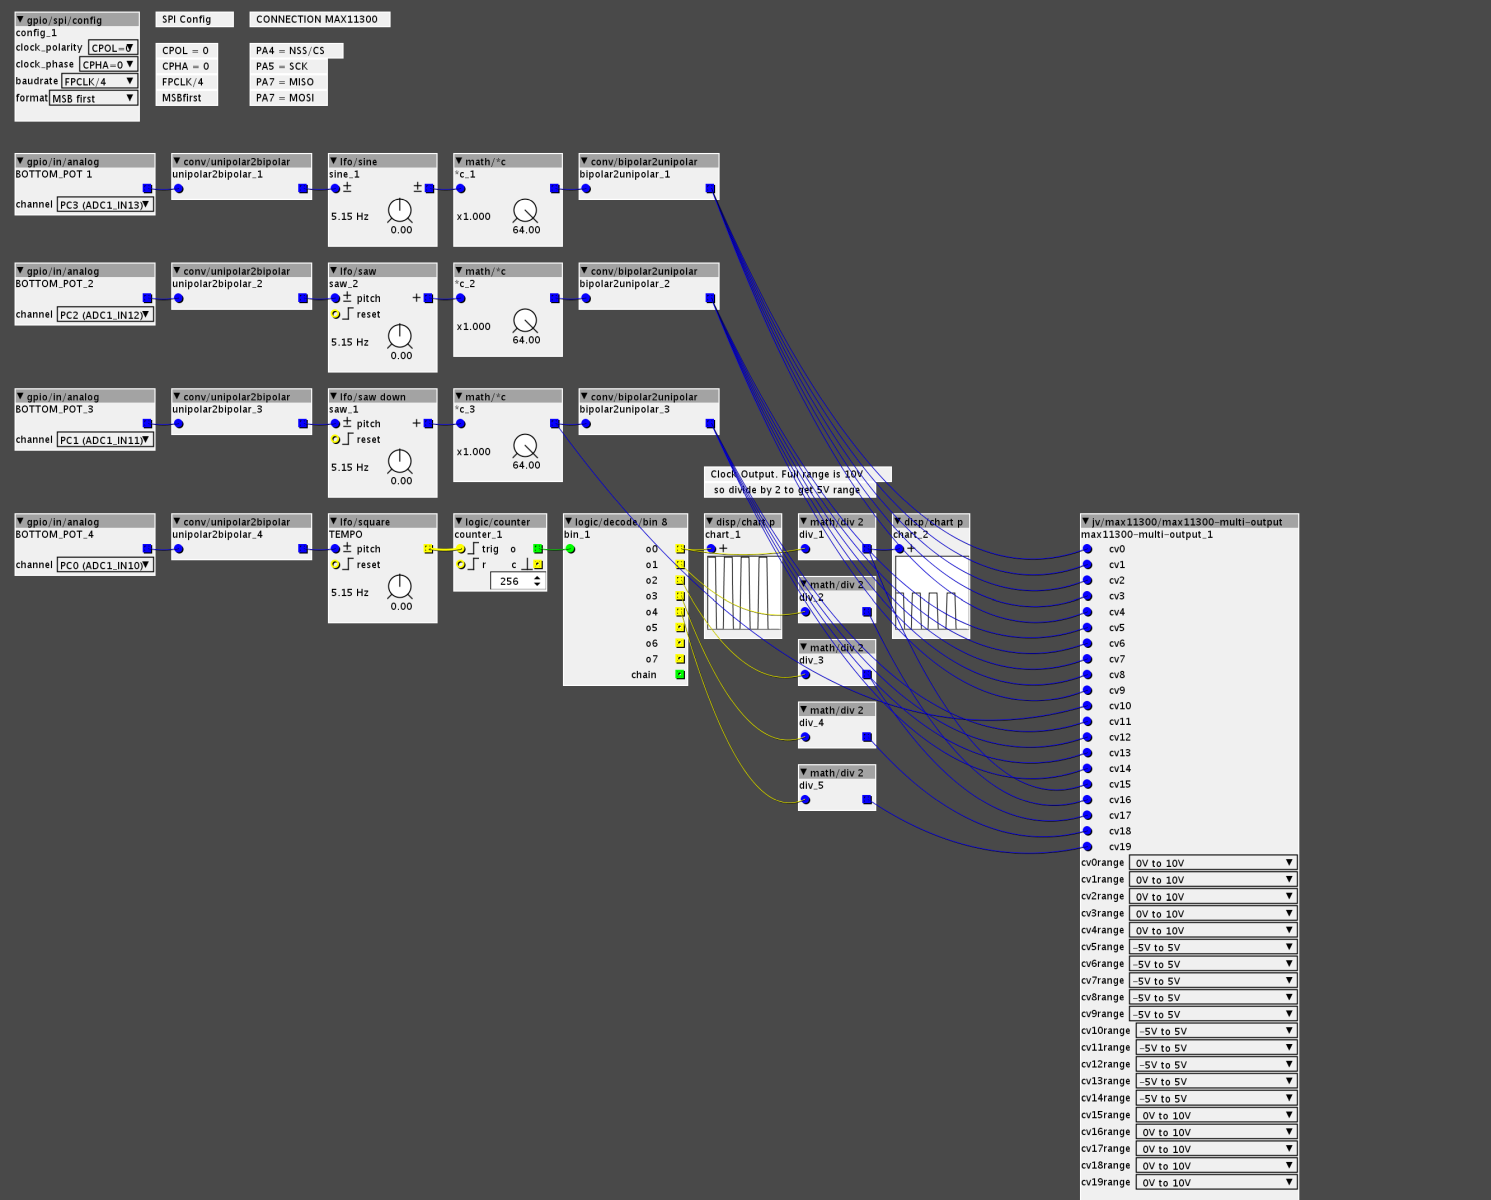 gpio/spi/config
config_1
clock_polarity CPOL=0
clock_phase CPHA=0
baudrate FPCLK/4
format MSB first
SPI Config
CPOL = 0
CPHA = 0
FPCLK/4
MSBfirst
CONNECTION MAX11300
PA4 = NSS/CS
PA5 = SCK
PA7 = MISO
PA7 = MOSI
gpio/in/analog
BOTTOM_POT 1
channel PC3 (ADC1_IN13)
conv/unipolar2bipolar
unipolar2bipolar_1
lfo/sine
sine_1
± ±
5.15 Hz
0.00
math/*c
*c_1
x1.000
64.00
conv/bipolar2unipolar
bipolar2unipolar_1
gpio/in/analog
BOTTOM_POT_2
channel PC2 (ADC1_IN12)
conv/unipolar2bipolar
unipolar2bipolar_2
lfo/saw
saw_2
± pitch +
reset
5.15 Hz
0.00
math/*c
*c_2
x1.000
64.00
conv/bipolar2unipolar
bipolar2unipolar_2
gpio/in/analog
BOTTOM_POT_3
channel PC1 (ADC1_IN11)
conv/unipolar2bipolar
unipolar2bipolar_3
lfo/saw down
saw_1
± pitch +
reset
5.15 Hz
0.00
math/*c
*c_3
x1.000
64.00
conv/bipolar2unipolar
bipolar2unipolar_3
Clock Output. Full range is 10V
so divide by 2 to get 5V range
gpio/in/analog
BOTTOM_POT_4
channel PC0 (ADC1_IN10)
conv/unipolar2bipolar
unipolar2bipolar_4
lfo/square
TEMPO
± pitch
reset
5.15 Hz
0.00
logic/counter
counter_1
trig o
r c
256
logic/decode/bin 8
bin_1
o0
o1
o2
o3
o4
o5
o6
o7
chain
disp/chart p
chart_1
+
math/div 2
div_1
math/div 2
div_2
math/div 2
div_3
math/div 2
div_4
math/div 2
div_5
disp/chart p
chart_2
+
jv/max11300/max11300-multi-output
max11300-multi-output_1
cv0
cv1
cv2
cv3
cv4
cv5
cv6
cv7
cv8
cv9
cv10
cv11
cv12
cv13
cv14
cv15
cv16
cv17
cv18
cv19
cv0range 0V to 10V
cv1range 0V to 10V
cv2range 0V to 10V
cv3range 0V to 10V
cv4range 0V to 10V
cv5range -5V to 5V
cv6range -5V to 5V
cv7range -5V to 5V
cv8range -5V to 5V
cv9range -5V to 5V
cv10range -5V to 5V
cv11range -5V to 5V
cv12range -5V to 5V
cv13range -5V to 5V
cv14range -5V to 5V
cv15range 0V to 10V
cv16range 0V to 10V
cv17range 0V to 10V
cv18range 0V to 10V
cv19range 0V to 10V